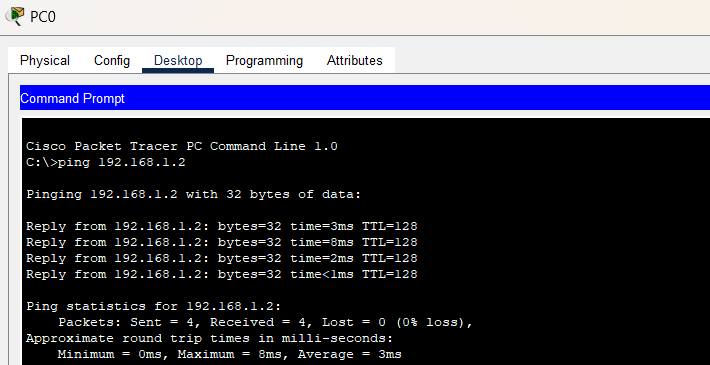 PC0
Physical Config Desktop Programming Attributes
Command Prompt
Cisco Packet Tracer PC Command Line 1.0
C:\>ping 192.168.1.2
Pinging 192.168.1.2 with 32 bytes of data:
Reply from 192.168.1.2: bytes=32 time=3ms TTL=128
Reply from 192.168.1.2: bytes=32 time=8ms TTL=128
Reply from 192.168.1.2: bytes=32 time=2ms TTL=128
Reply from 192.168.1.2: bytes=32 time<1ms TTL=128
Ping statistics for 192.168.1.2:
Packets: Sent = 4, Received = 4, Lost = 0 (0% loss),
Approximate round trip times in milli-seconds:
Minimum = 0ms, Maximum = 8ms, Average = 3ms